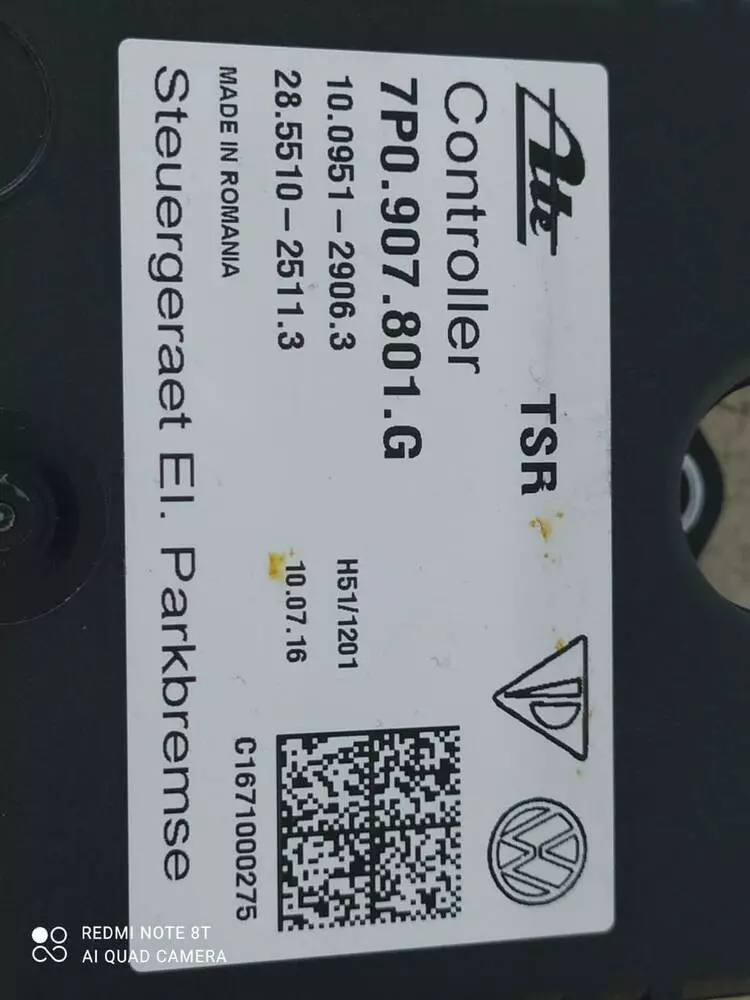 Ate TSR
Controller
7P0.907.801.G
10.0951-2906.3 H51/1201
28.5510-2511.3 10.07.16
MADE IN ROMANIA C1671000275
Steuergeraet El. Parkbremse
REDMI NOTE 8T
AI QUAD CAMERA